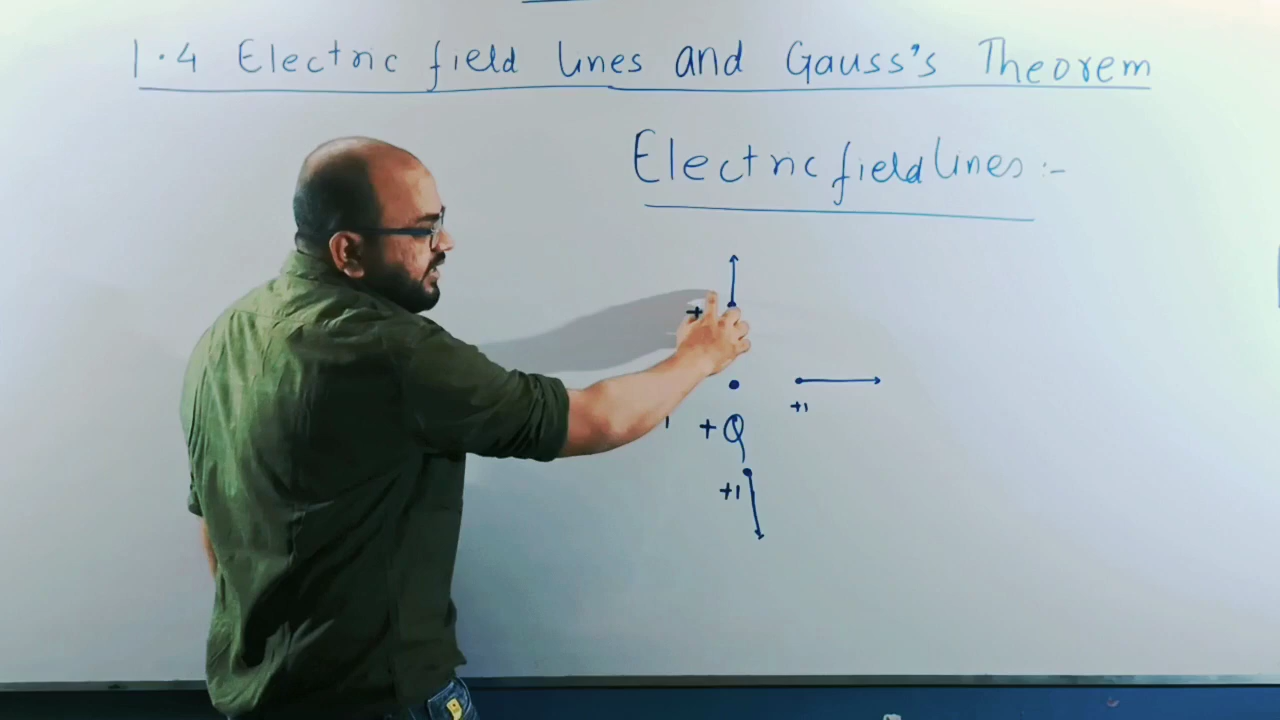 1.4 Electric field lines and Gauss's Theorem
Electric field lines :-
+
+1
+Q
+1